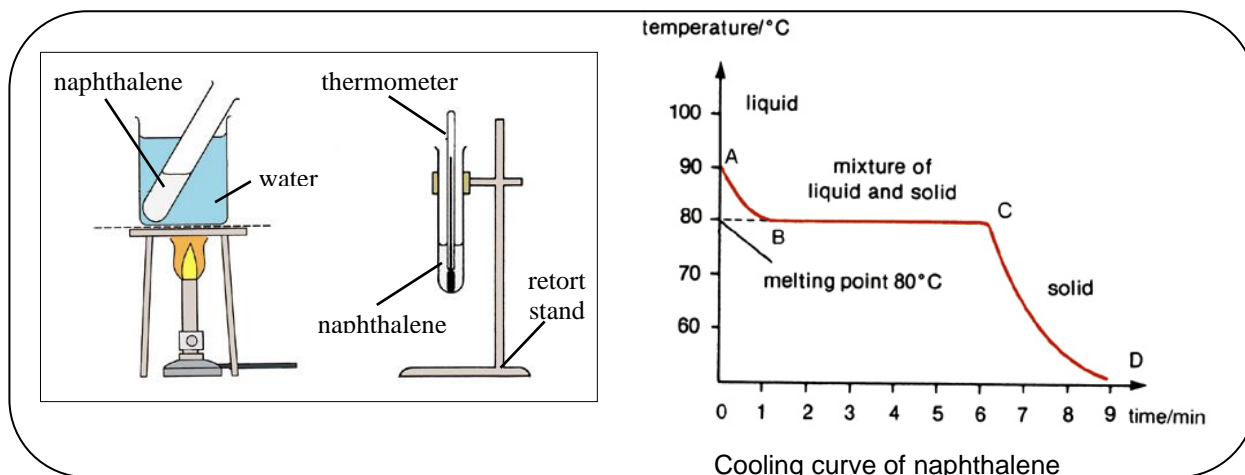 naphthalene
thermometer
water
naphthalene
retort
stand
temperature/°C
100
90
80
70
60
liquid
A
mixture of
liquid and solid
B
C
melting point 80°C
solid
D
0 1 2 3 4 5 6 7 8 9 time/min
Cooling curve of naphthalene